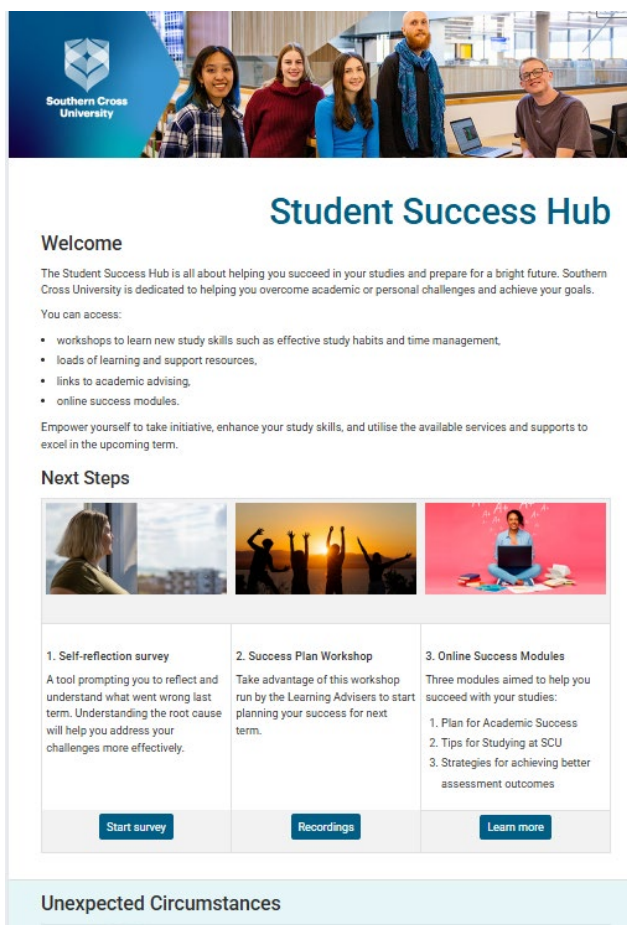 Southern Cross
University
Student Success Hub
Welcome
The Student Success Hub is all about helping you succeed in your studies and prepare for a bright future. Southern
Cross University is dedicated to helping you overcome academic or personal challenges and achieve your goals.
You can access:
• workshops to learn new study skills such as effective study habits and time management,
• loads of learning and support resources,
• links to academic advising,
• online success modules.
Empower yourself to take initiative, enhance your study skills, and utilise the available services and supports to
excel in the upcoming term.
Next Steps
1. Self-reflection survey
A tool prompting you to reflect and
understand what went wrong last
term. Understanding the root cause
will help you address your
challenges more effectively.
Start survey
2. Success Plan Workshop
Take advantage of this workshop
run by the Learning Advisers to start
planning your success for next
term.
Recordings
3. Online Success Modules
Three modules aimed to help you
succeed with your studies:
1. Plan for Academic Success
2. Tips for Studying at SCU
3. Strategies for achieving better
assessment outcomes
Learn more
Unexpected Circumstances